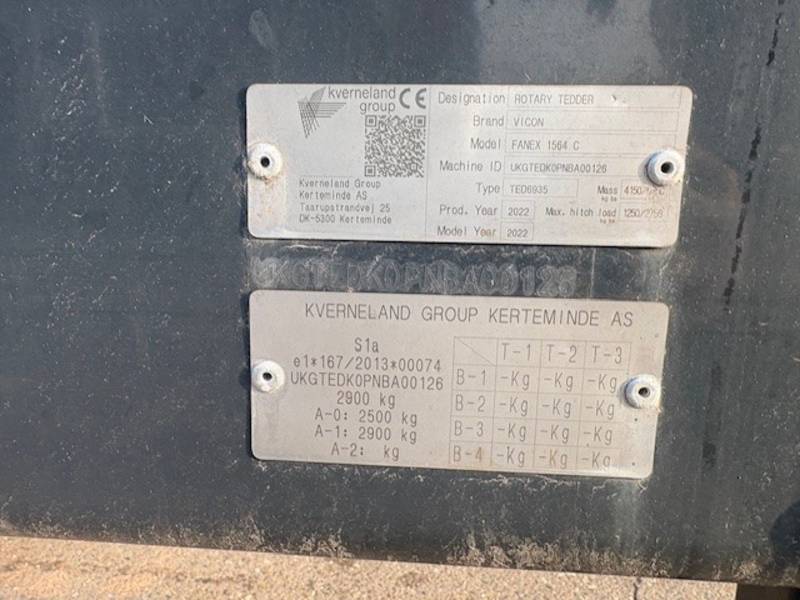 kverneland
group
CE
Kverneland Group
Kerteminde AS
Taarupstrandvej 25
DK-5300 Kerteminde
Designation ROTARY TEDDER
Brand VICON
Model FANEX 1564 C
Machine ID UKGTEDK0PNBA00126
Type TED6935 Mass kg
Prod. Year 2022 Max. hitch load kg
Model Year 2022
UKGTEDK0PNBA00126
KVERNELAND GROUP KERTEMINDE AS
S1a
e1*167/2013*00074
UKGTEDK0PNBA00126
2900 kg
A-0: 2500 kg
A-1: 2900 kg
A-2: kg
T-1 T-2 T-3
B-1 -Kg -Kg -Kg
B-2 -Kg -Kg -Kg
B-3 -Kg -Kg -Kg
B-4 -Kg -Kg -Kg